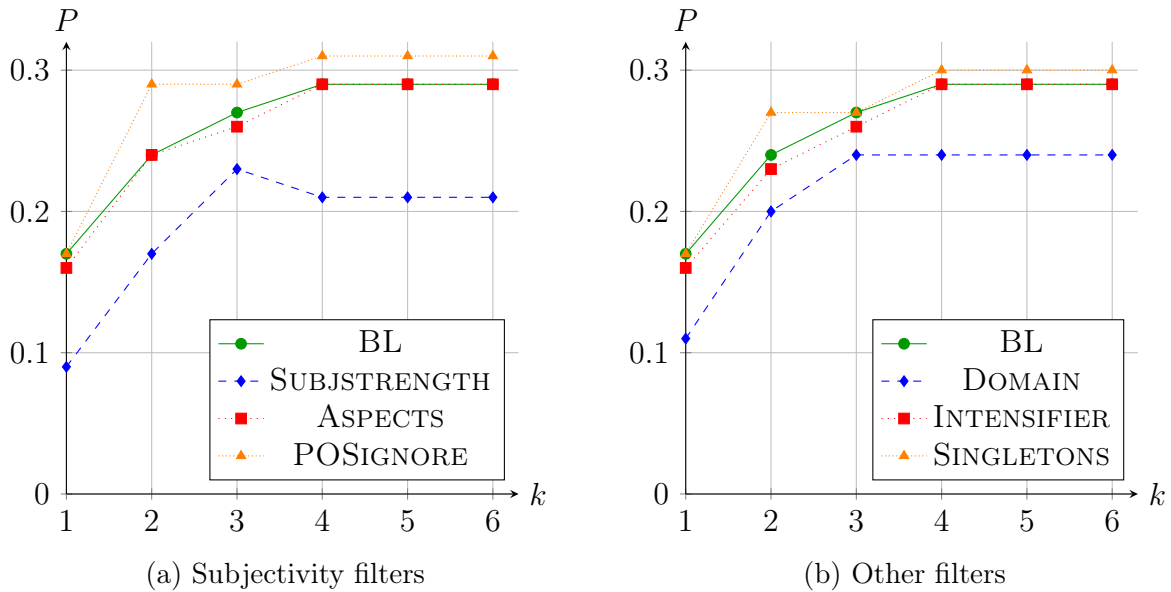 P
0.3
0.2
0.1
0
1 2 3 4 5 6
k
BL
SUBJSTRENGTH
ASPECTS
POSIGNORE
(a) Subjectivity filters
P
0.3
0.2
0.1
0
1 2 3 4 5 6
k
BL
DOMAIN
INTENSIFIER
SINGLETONS
(b) Other filters